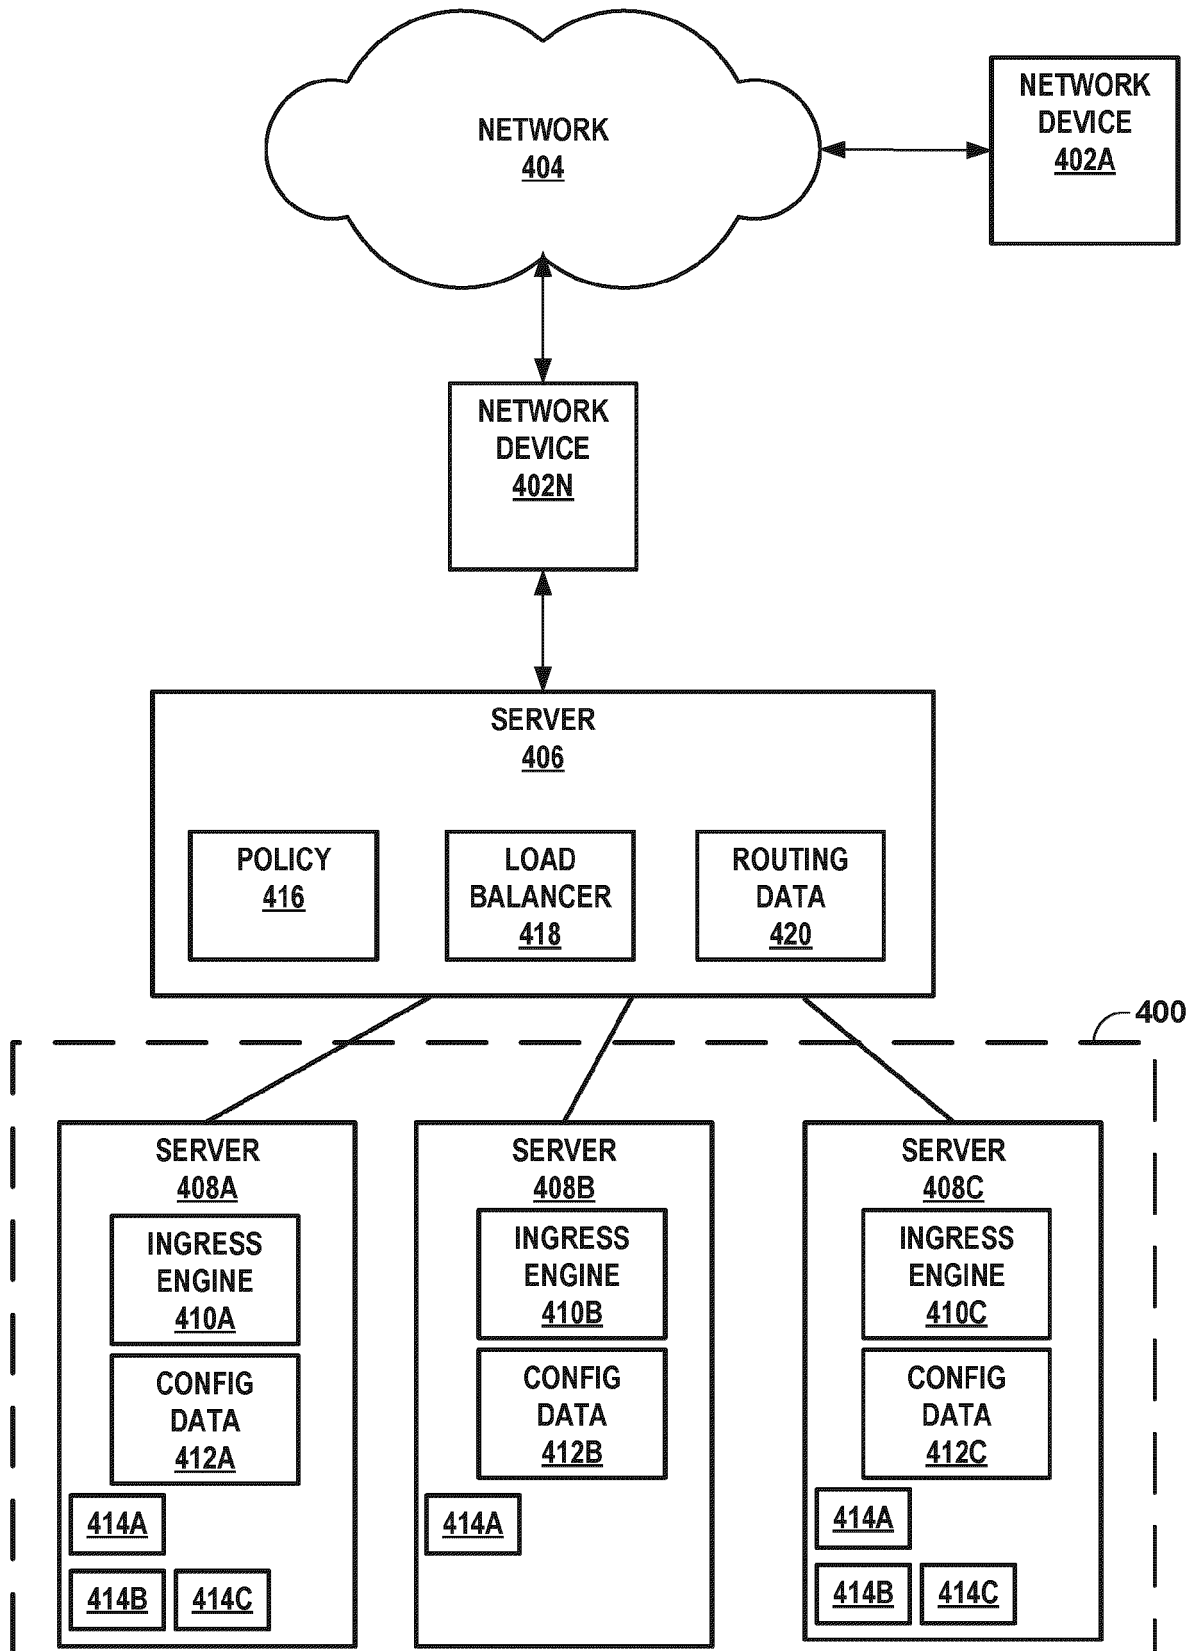 NETWORK
404
NETWORK
DEVICE
402A
NETWORK
DEVICE
402N
SERVER
406
POLICY
416
LOAD
BALANCER
418
ROUTING
DATA
420
400
SERVER
408A
INGRESS
ENGINE
410A
CONFIG
DATA
412A
414A
414B
414C
SERVER
408B
INGRESS
ENGINE
410B
CONFIG
DATA
412B
414A
SERVER
408C
INGRESS
ENGINE
410C
CONFIG
DATA
412C
414A
414B
414C